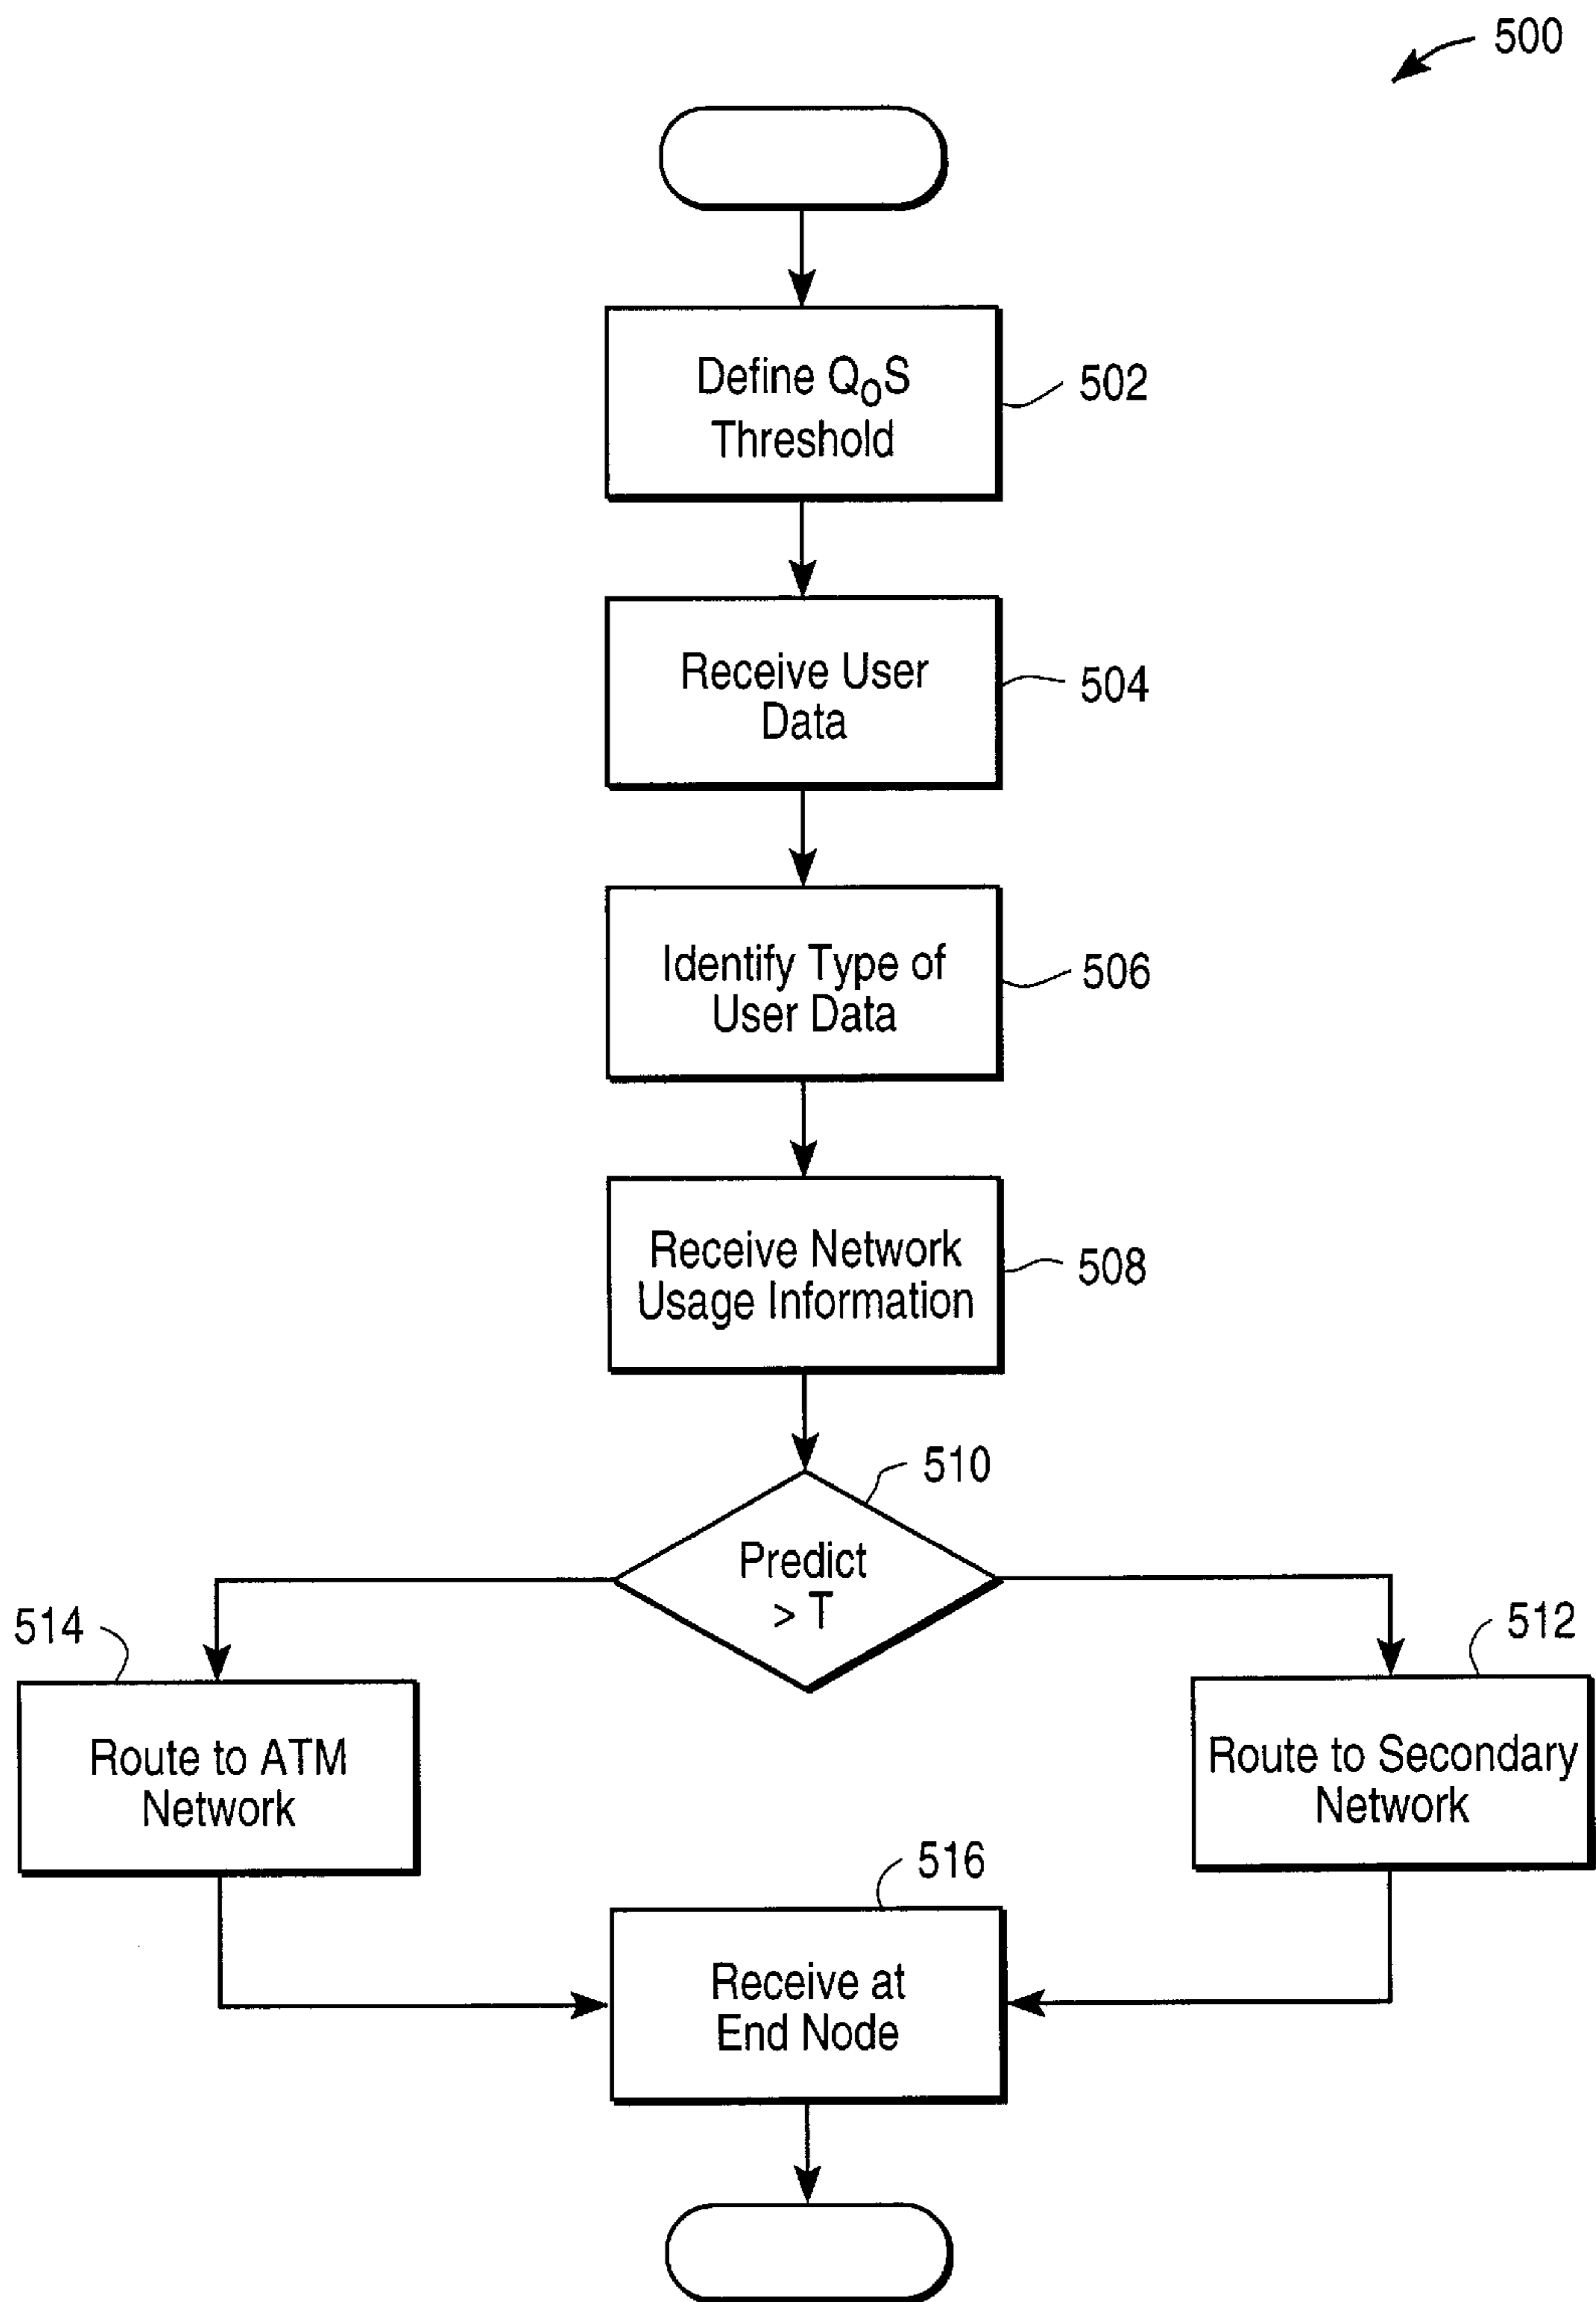 500
Define QoS
Threshold
502
Receive User
Data
504
Identify Type of
User Data
506
Receive Network
Usage Information
508
510
Predict
> T
514
Route to ATM
Network
512
Route to Secondary
Network
516
Receive at
End Node